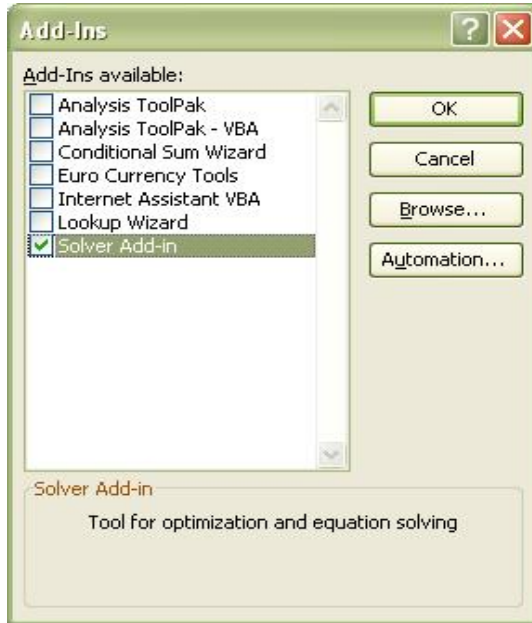 Add-Ins
Add-Ins available:
Analysis ToolPak
Analysis ToolPak - VBA
Conditional Sum Wizard
Euro Currency Tools
Internet Assistant VBA
Lookup Wizard
Solver Add-in
OK
Cancel
Browse...
Automation...
Solver Add-in
Tool for optimization and equation solving